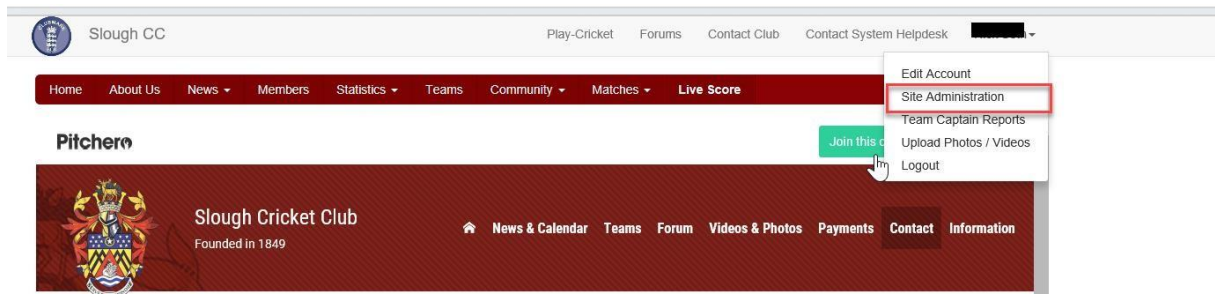 Slough CC
Play-Cricket Forums Contact Club Contact System Helpdesk
Edit Account
Site Administration
Team Captain Reports
Upload Photos / Videos
Logout
Home About Us News Members Statistics Teams Community Matches Live Score
Pitchero
Join this
Slough Cricket Club
Founded in 1849
News & Calendar Teams Forum Videos & Photos Payments Contact Information